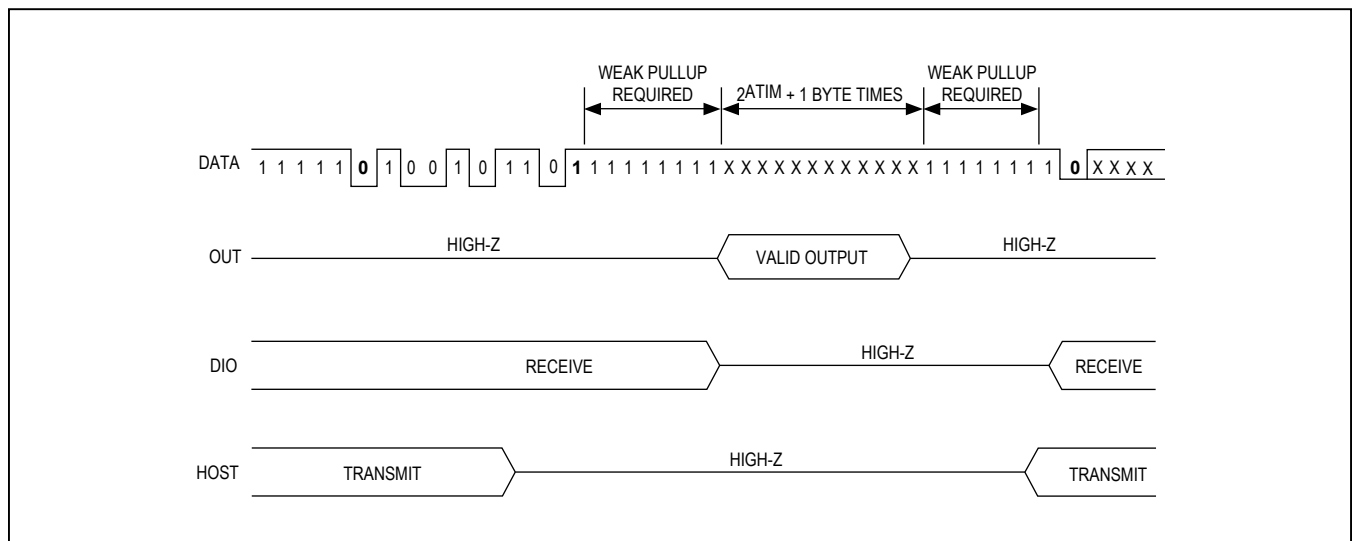 WEAK PULLUP
REQUIRED
2ATIM + 1 BYTE TIMES
WEAK PULLUP
REQUIRED
DATA 1 1 1 1 1 0 1 0 0 1 0 1 1 0 1 1 1 1 1 1 1 1 1 X X X X X X X X X X X X 1 1 1 1 1 1 1 1 0 X X X X
OUT HIGH-Z VALID OUTPUT HIGH-Z
DIO RECEIVE HIGH-Z RECEIVE
HOST TRANSMIT HIGH-Z TRANSMIT